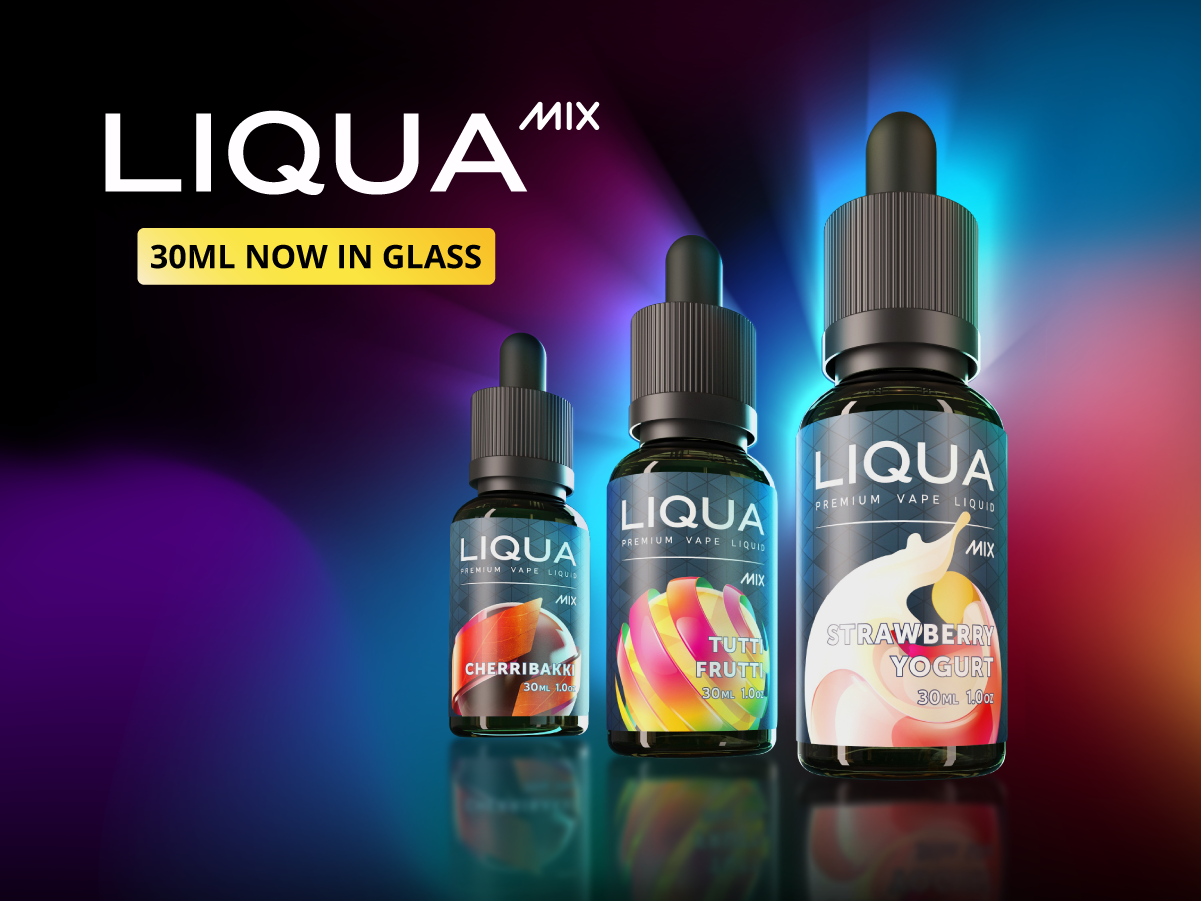 LIQUA MIX
30ML NOW IN GLASS
LIQUA
PREMIUM VAPE LIQUID
MIX
CHERRIBAKKI
30ML 1.0oz
LIQUA
PREMIUM VAPE LIQUID
MIX
TUTTI
FRUTTI
30ML 1.0oz
LIQUA
PREMIUM VAPE LIQUID
MIX
STRAWBERRY
YOGURT
30ML 1.0oz